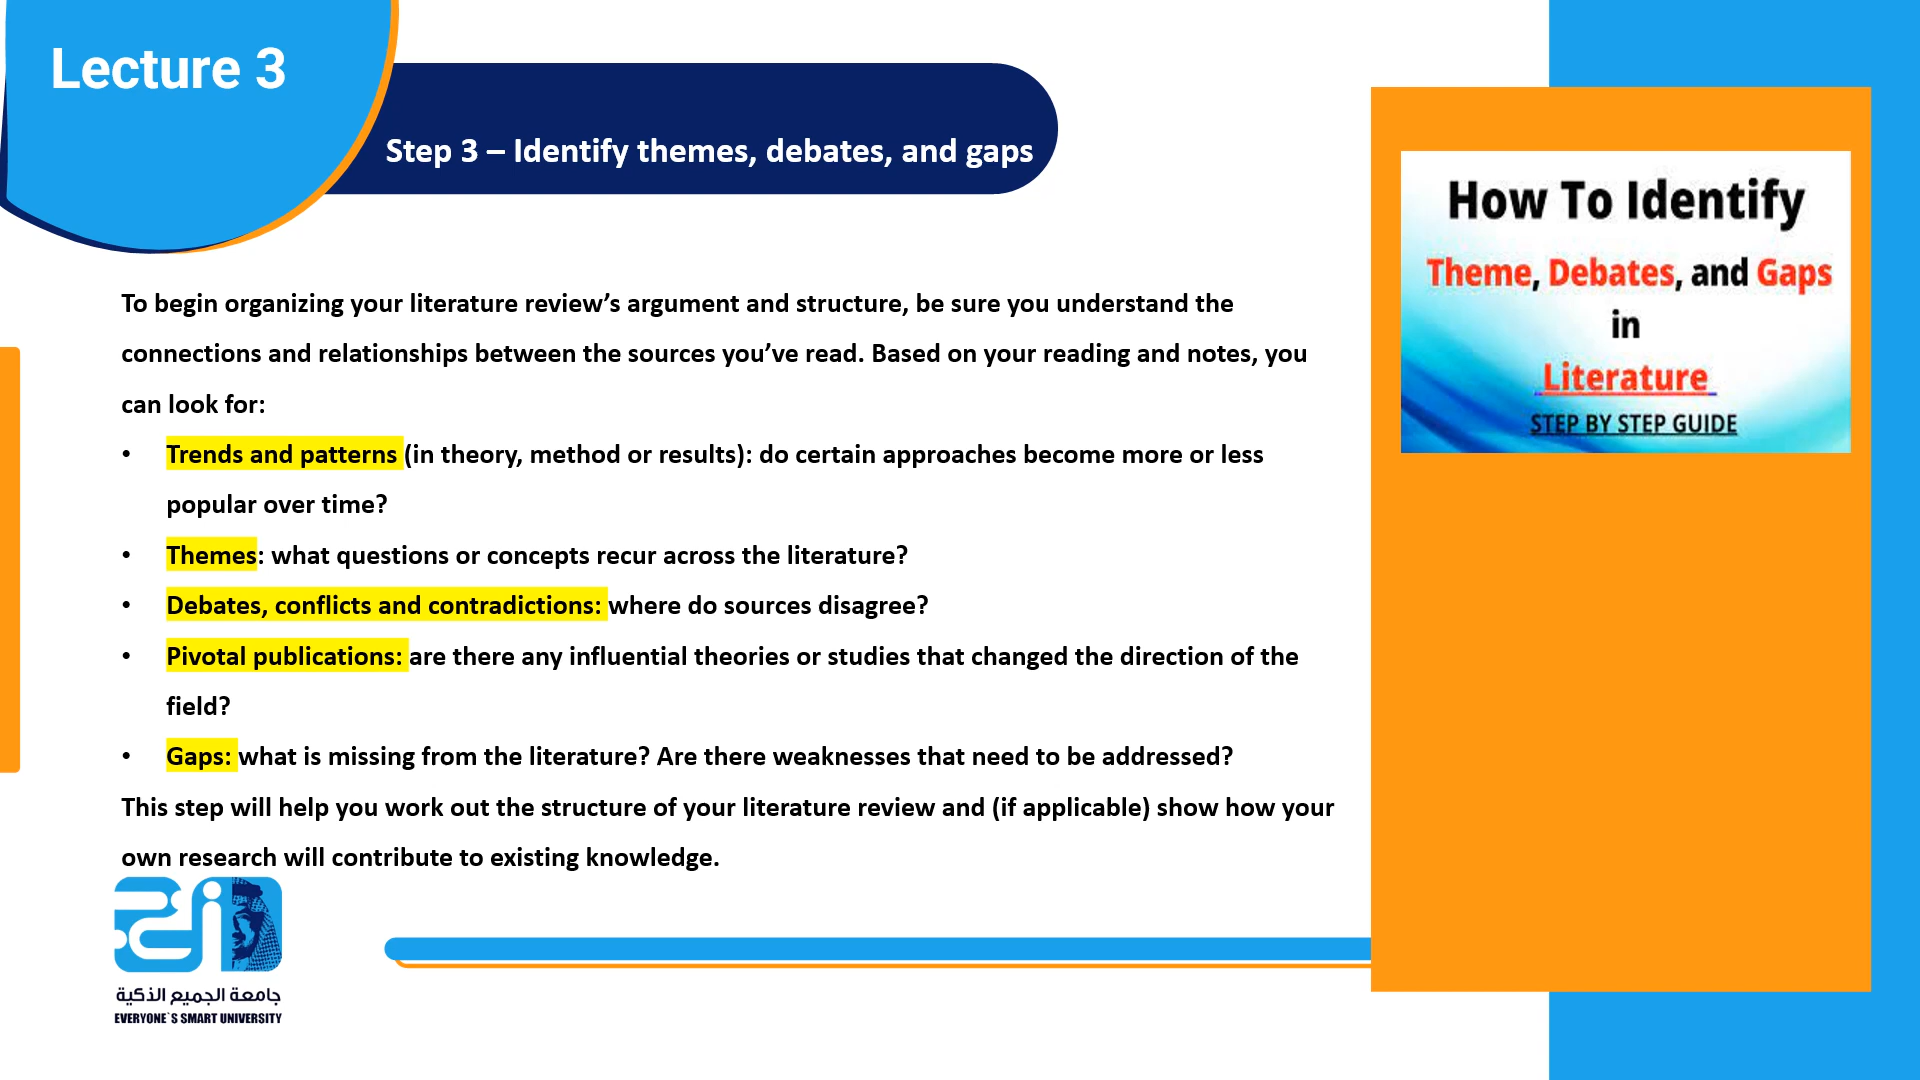 Lecture 3
Step 3 – Identify themes, debates, and gaps
To begin organizing your literature review’s argument and structure, be sure you understand the
connections and relationships between the sources you’ve read. Based on your reading and notes, you
can look for:
• Trends and patterns (in theory, method or results): do certain approaches become more or less
popular over time?
• Themes: what questions or concepts recur across the literature?
• Debates, conflicts and contradictions: where do sources disagree?
• Pivotal publications: are there any influential theories or studies that changed the direction of the
field?
• Gaps: what is missing from the literature? Are there weaknesses that need to be addressed?
This step will help you work out the structure of your literature review and (if applicable) show how your
own research will contribute to existing knowledge.
How To Identify
Theme, Debates, and Gaps
in
Literature
STEP BY STEP GUIDE
جامعة الجميع الذكية
EVERYONE`S SMART UNIVERSITY